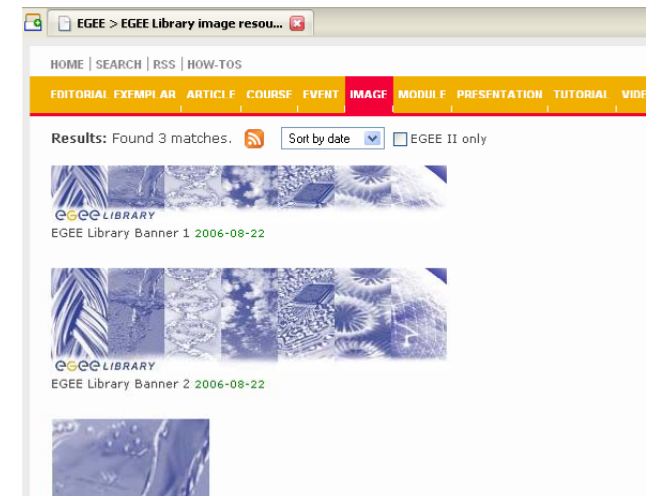 EGEE > EGEE Library image resou...
HOME | SEARCH | RSS | HOW-TOS
EDITORIAL EXEMPLAR ARTICLE COURSE EVENT IMAGE MODULE PRESENTATION TUTORIAL VIDE
Results: Found 3 matches. Sort by date EGEE II only
eGee LIBRARY
EGEE Library Banner 1 2006-08-22
eGee LIBRARY
EGEE Library Banner 2 2006-08-22